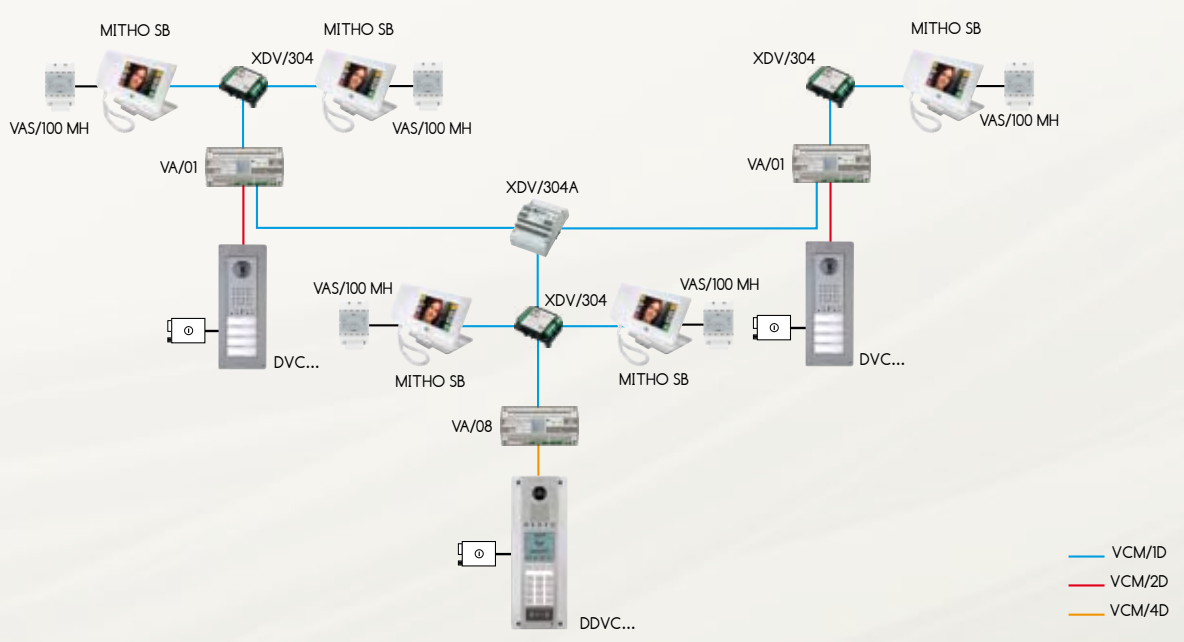 MITHO SB
MITHO SB
MITHO SB
XDV/304
XDV/304
VAS/100 MH
VAS/100 MH
VAS/100 MH
VA/01
VA/01
XDV/304A
VAS/100 MH
VAS/100 MH
XDV/304
DVC...
DVC...
MITHO SB
MITHO SB
VA/08
VCM/1D
VCM/2D
VCM/4D
DDVC...